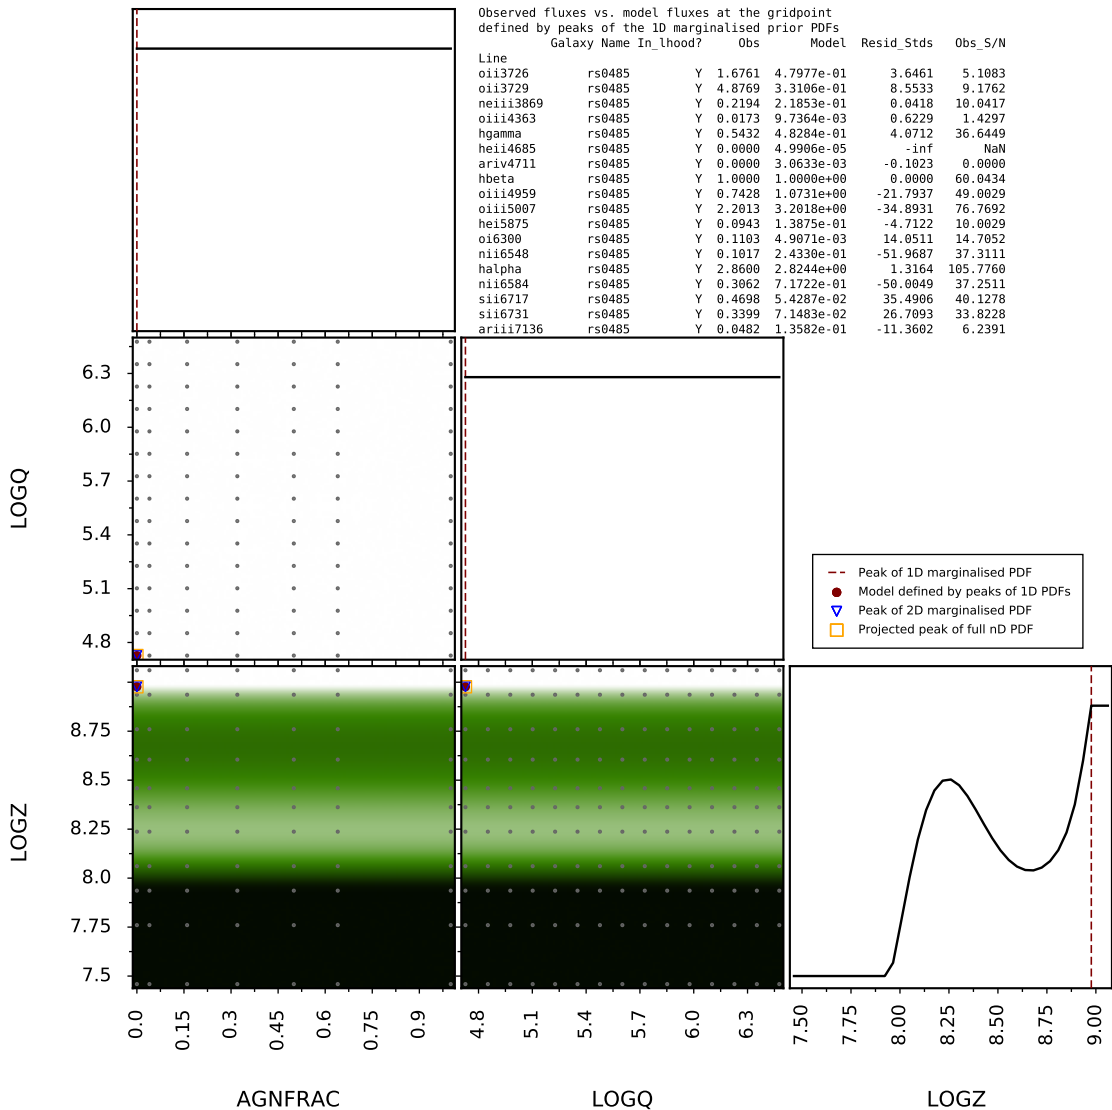 Observed fluxes vs. model fluxes at the gridpoint
defined by peaks of the 1D marginalised prior PDFs
Galaxy Name In_lhood? Obs Model Resid_Stds Obs_S/N
Line
oii3726 rs0485 Y 1.6761 4.7977e-01 3.6461 5.1083
oii3729 rs0485 Y 4.8769 3.3106e-01 8.5533 9.1762
neiii3869 rs0485 Y 0.2194 2.1853e-01 0.0418 10.0417
oiii4363 rs0485 Y 0.0173 9.7364e-03 0.6229 1.4297
hgamma rs0485 Y 0.5432 4.8284e-01 4.0712 36.6449
heii4685 rs0485 Y 0.0000 4.9906e-05 -inf NaN
ariv4711 rs0485 Y 0.0000 3.0633e-03 -0.1023 0.0000
hbeta rs0485 Y 1.0000 1.0000e+00 0.0000 60.0434
oiii4959 rs0485 Y 0.7428 1.0731e+00 -21.7937 49.0029
oiii5007 rs0485 Y 2.2013 3.2018e+00 -34.8931 76.7692
hei5875 rs0485 Y 0.0943 1.3875e-01 -4.7122 10.0029
oi6300 rs0485 Y 0.1103 4.9071e-03 14.0511 14.7052
nii6548 rs0485 Y 0.1017 2.4330e-01 -51.9687 37.3111
halpha rs0485 Y 2.8600 2.8244e+00 1.3164 105.7760
nii6584 rs0485 Y 0.3062 7.1722e-01 -50.0049 37.2511
sii6717 rs0485 Y 0.4698 5.4287e-02 35.4906 40.1278
sii6731 rs0485 Y 0.3399 7.1483e-02 26.7093 33.8228
ariii7136 rs0485 Y 0.0482 1.3582e-01 -11.3602 6.2391
LOGQ
6.3
6.0
5.7
5.4
5.1
4.8
Peak of 1D marginalised PDF
Model defined by peaks of 1D PDFs
Peak of 2D marginalised PDF
Projected peak of full nD PDF
LOGZ
8.75
8.5
8.25
8.0
7.75
7.5
0.0 0.15 0.3 0.45 0.6 0.75 0.9
4.8 5.1 5.4 5.7 6.0 6.3
7.50 7.75 8.00 8.25 8.50 8.75 9.00
AGNFRAC LOGQ LOGZ